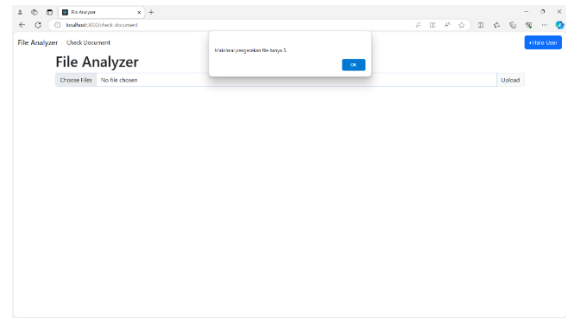 File Analyzer
localhost:8000/check-document
File Analyzer
Check Document
Maksimal pengecekan file hanya 5
OK
Halo User
File Analyzer
Choose Files
No file chosen
Upload